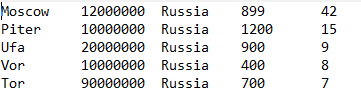 Moscow 12000000 Russia 899 42
Piter 10000000 Russia 1200 15
Ufa 20000000 Russia 900 9
Vor 10000000 Russia 400 8
Tor 90000000 Russia 700 7